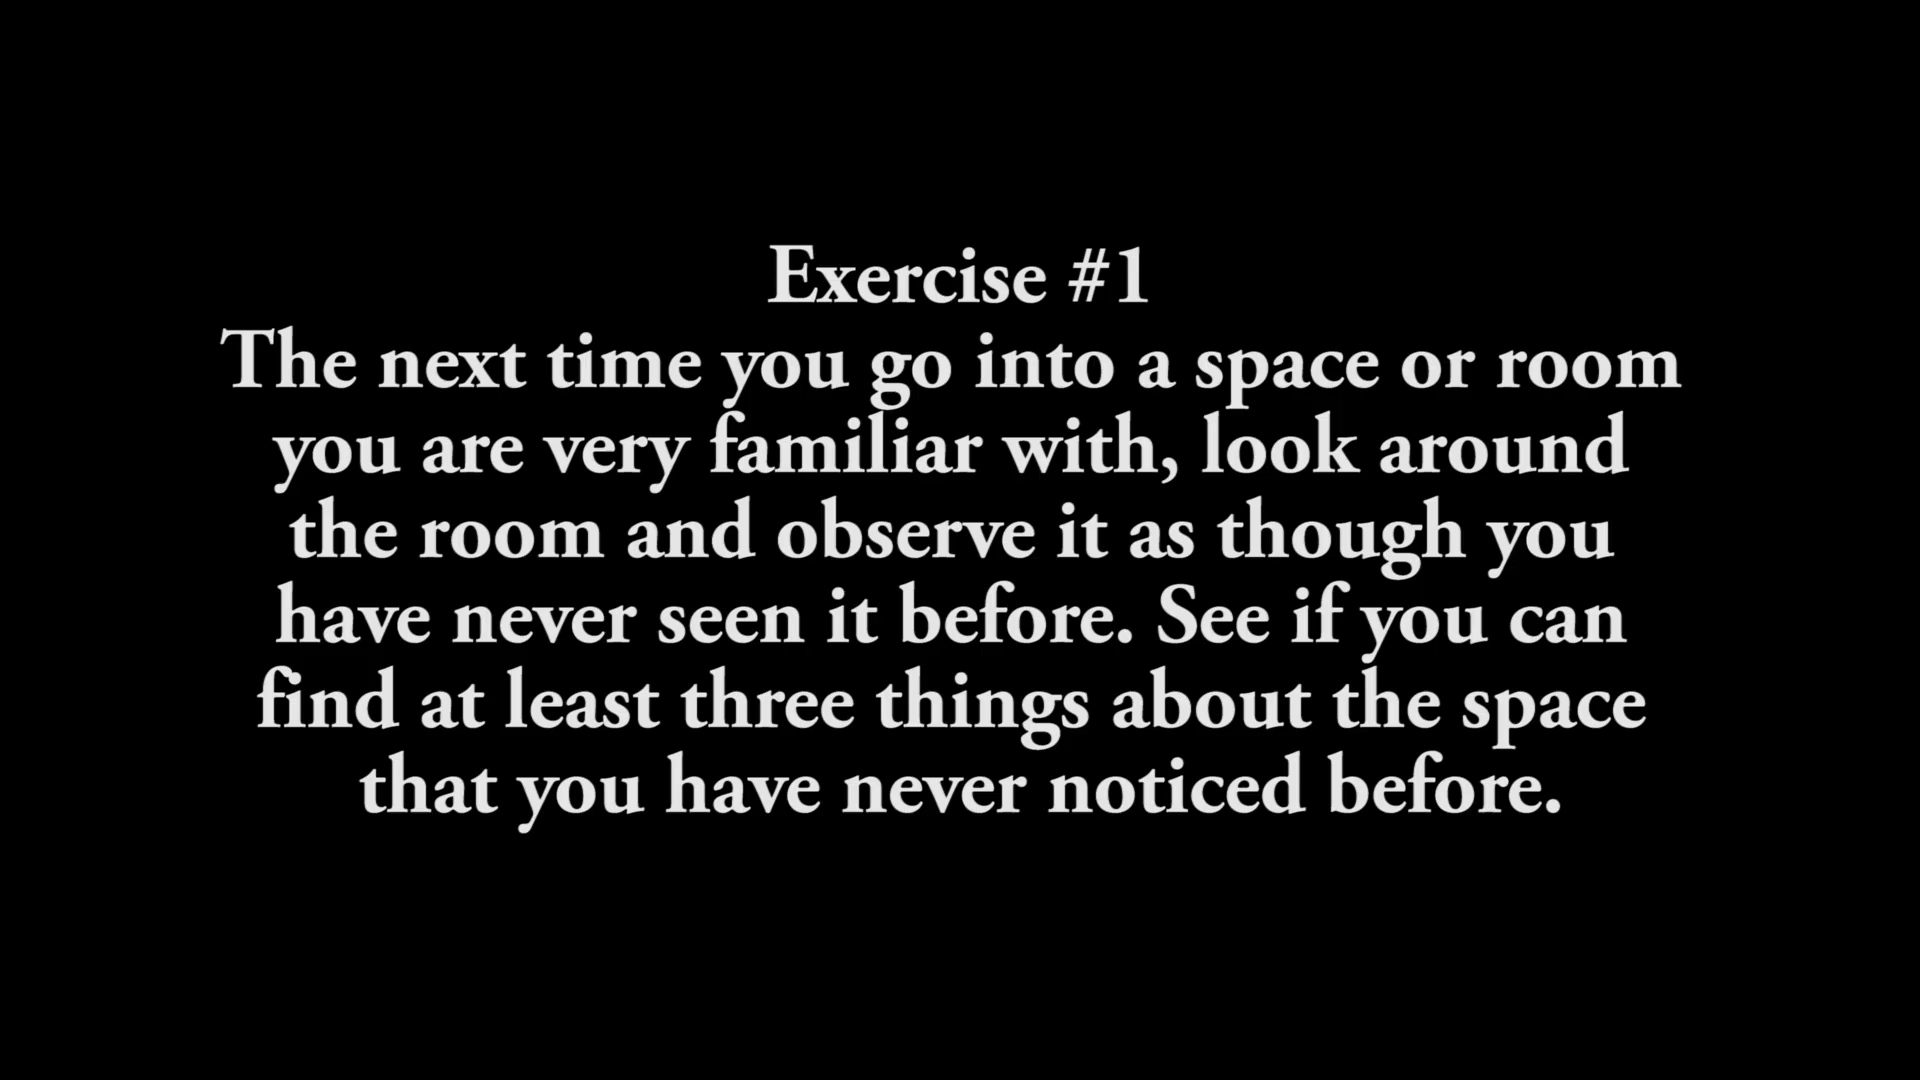 Exercise #1
The next time you go into a space or room
you are very familiar with, look around
the room and observe it as though you
have never seen it before. See if you can
find at least three things about the space
that you have never noticed before.